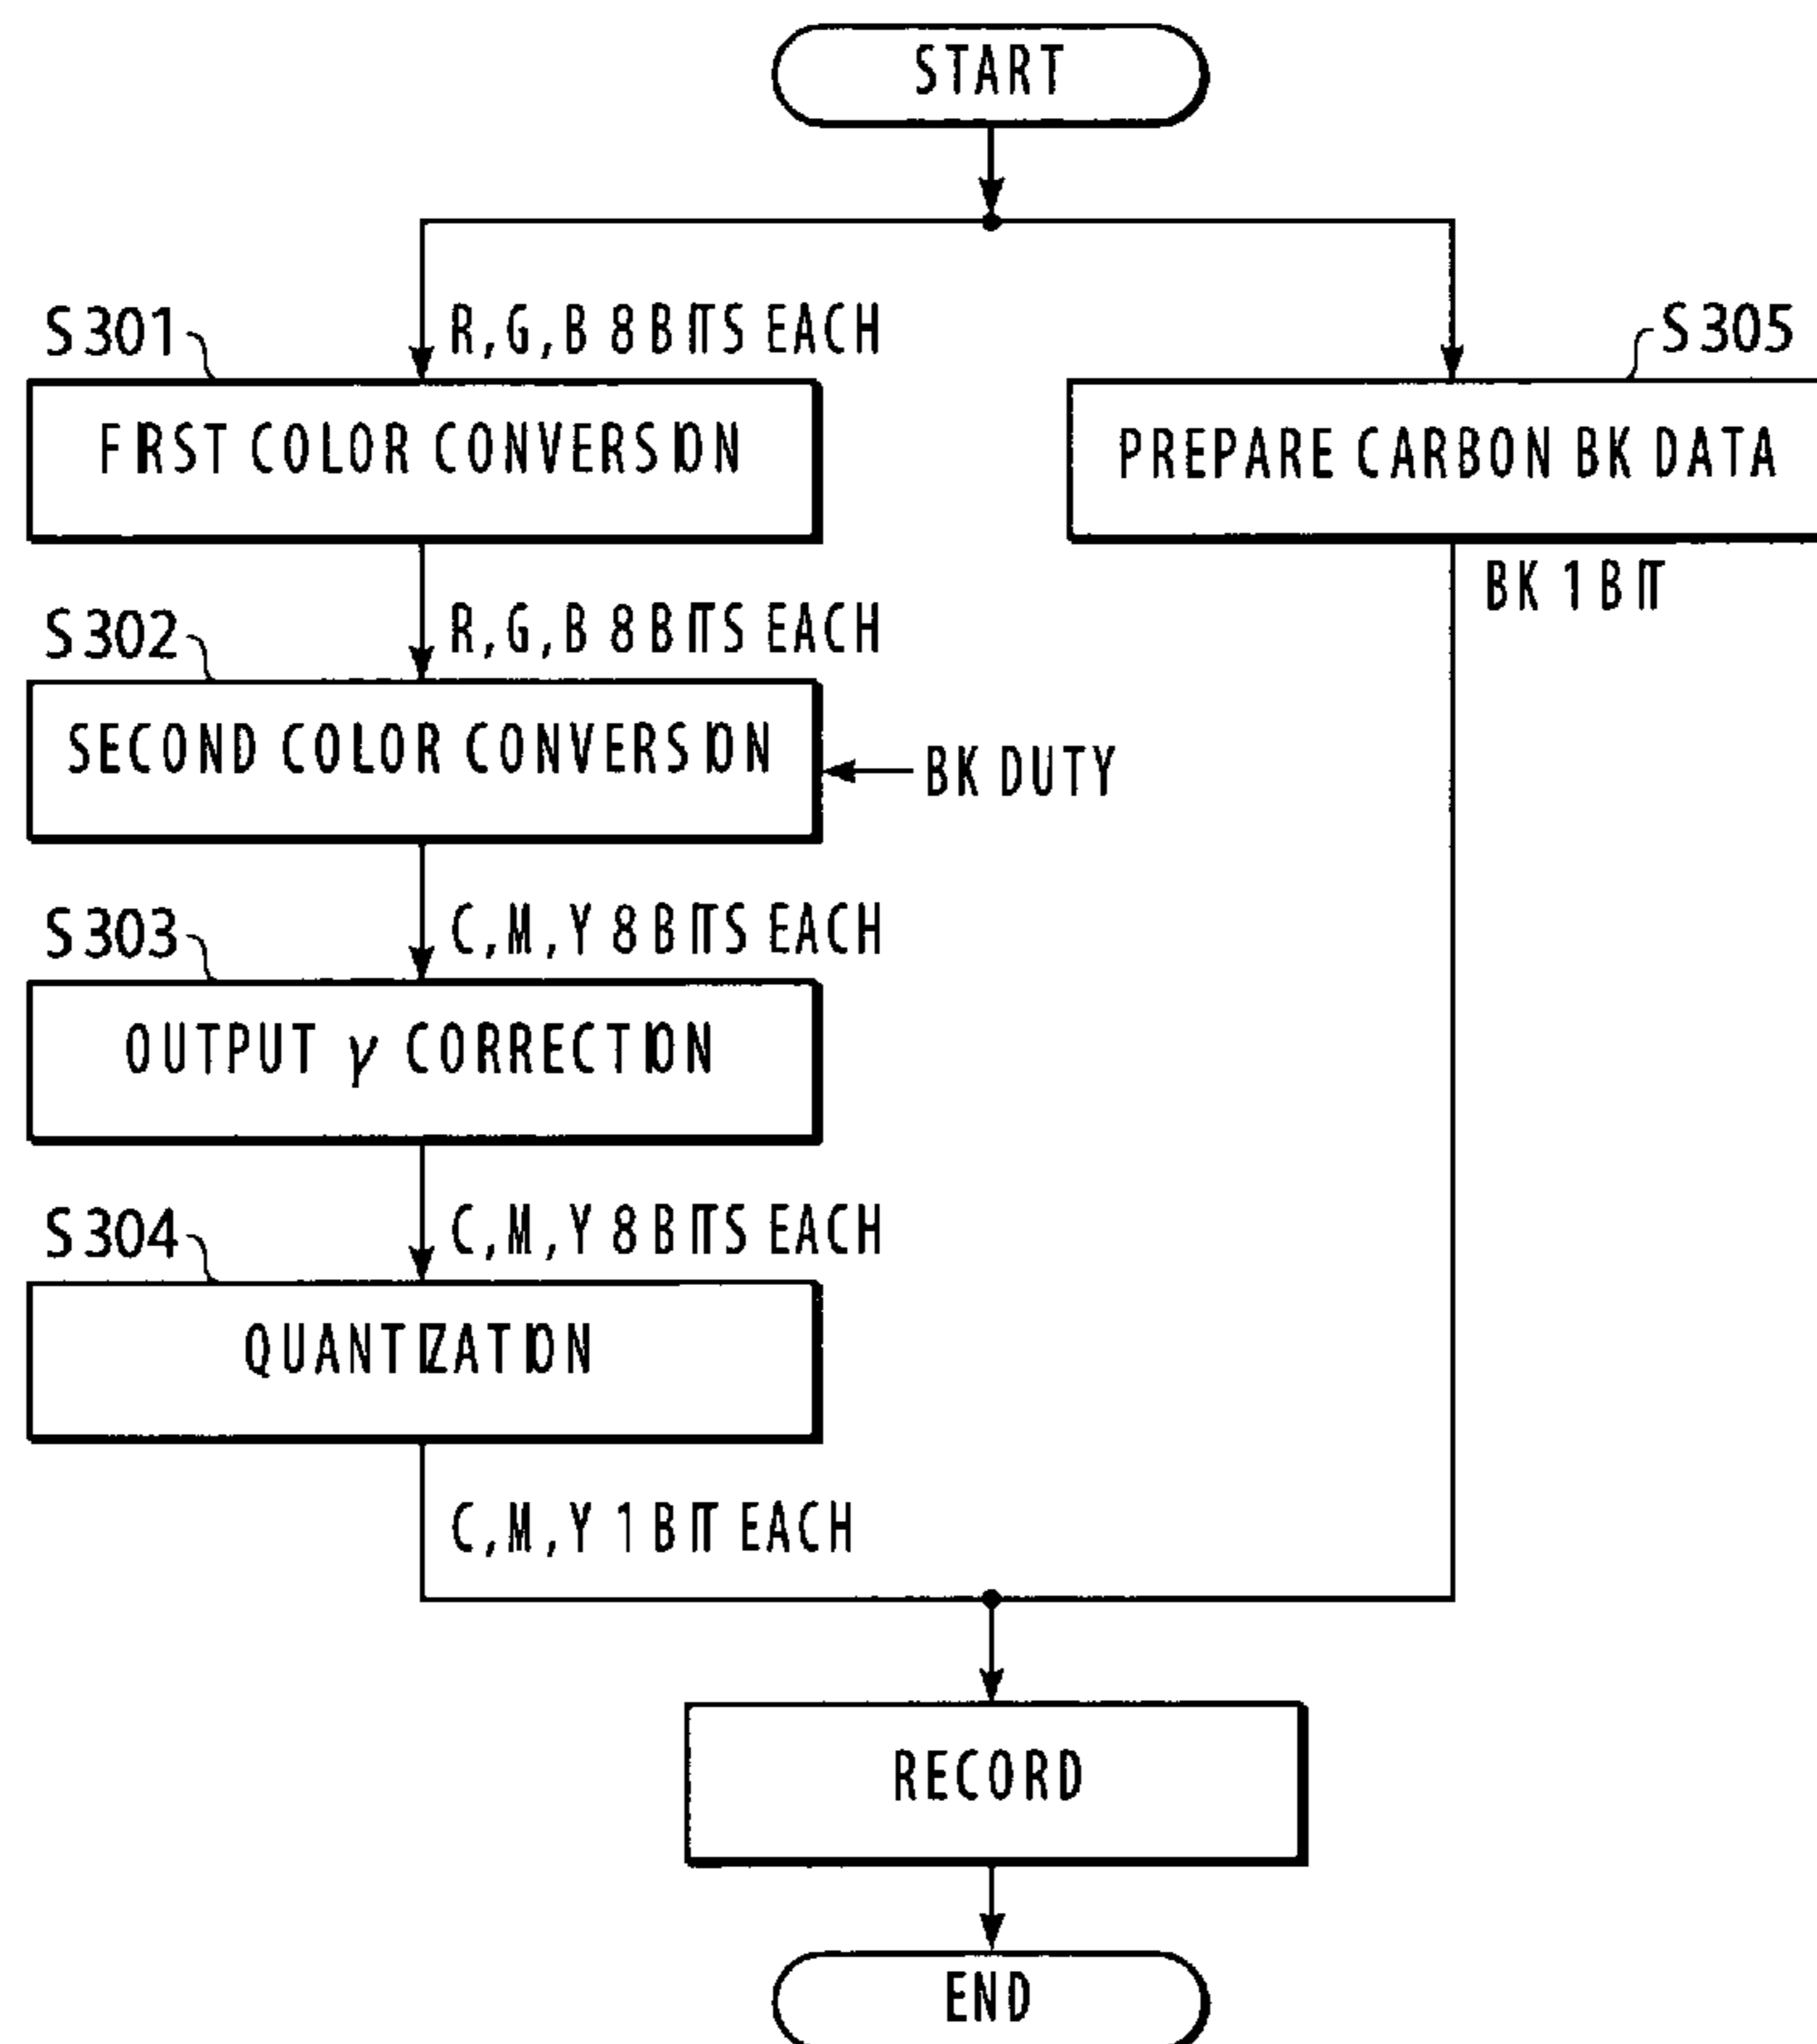 START
R,G,B 8 BITS EACH
S301
S305
FIRST COLOR CONVERSION
PREPARE CARBON BK DATA
BK 1 BIT
R,G,B 8 BITS EACH
S302
SECOND COLOR CONVERSION
BK DUTY
C,M,Y 8 BITS EACH
S303
OUTPUT γ CORRECTION
C,M,Y 8 BITS EACH
S304
QUANTIZATION
C,M,Y 1 BIT EACH
RECORD
END